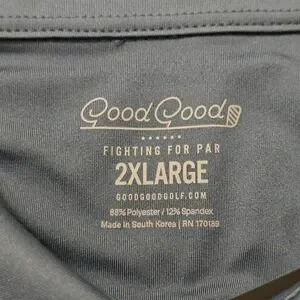 Good Good
FIGHTING FOR PAR
2XLARGE
GOODGOODGOLF.COM
88% Polyester / 12% Spandex
Made in South Korea | RN 170189